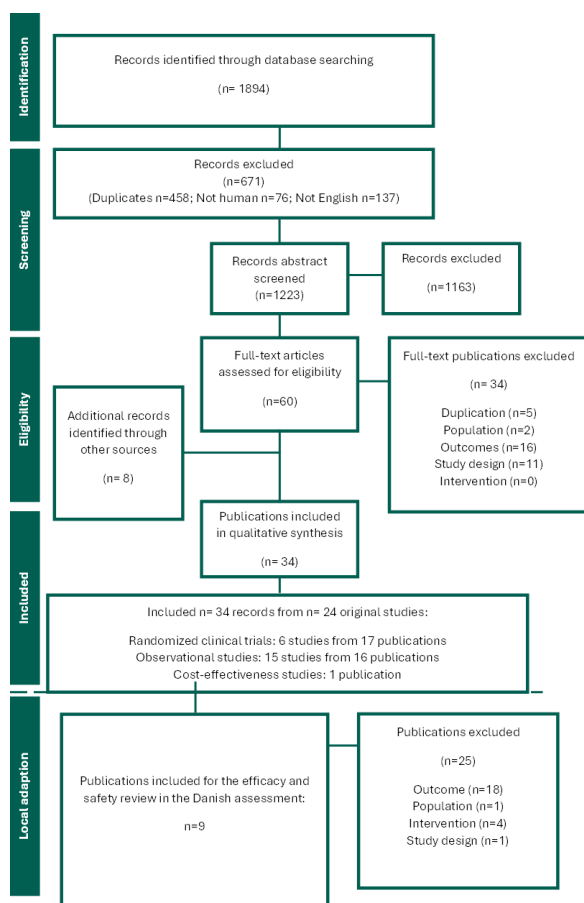 Identification
Records identified through database searching
(n= 1894)
Screening
Records excluded
(n=671)
(Duplicates n=458; Not human n=76; Not English n=137)
Records abstract
screened
(n=1223)
Records excluded
(n=1163)
Eligibility
Full-text articles
assessed for eligibility
(n=60)
Full-text publications excluded
(n= 34)
Duplication (n=5)
Population (n=2)
Outcomes (n=16)
Study design (n=11)
Intervention (n=0)
Additional records
identified through
other sources
(n= 8)
Included
Publications included
in qualitative synthesis
(n= 34)
Included n= 34 records from n= 24 original studies:
Randomized clinical trials: 6 studies from 17 publications
Observational studies: 15 studies from 16 publications
Cost-effectiveness studies: 1 publication
Local adaption
Publications included for the efficacy and
safety review in the Danish assessment:
n=9
Publications excluded
(n=25)
Outcome (n=18)
Population (n=1)
Intervention (n=4)
Study design (n=1)